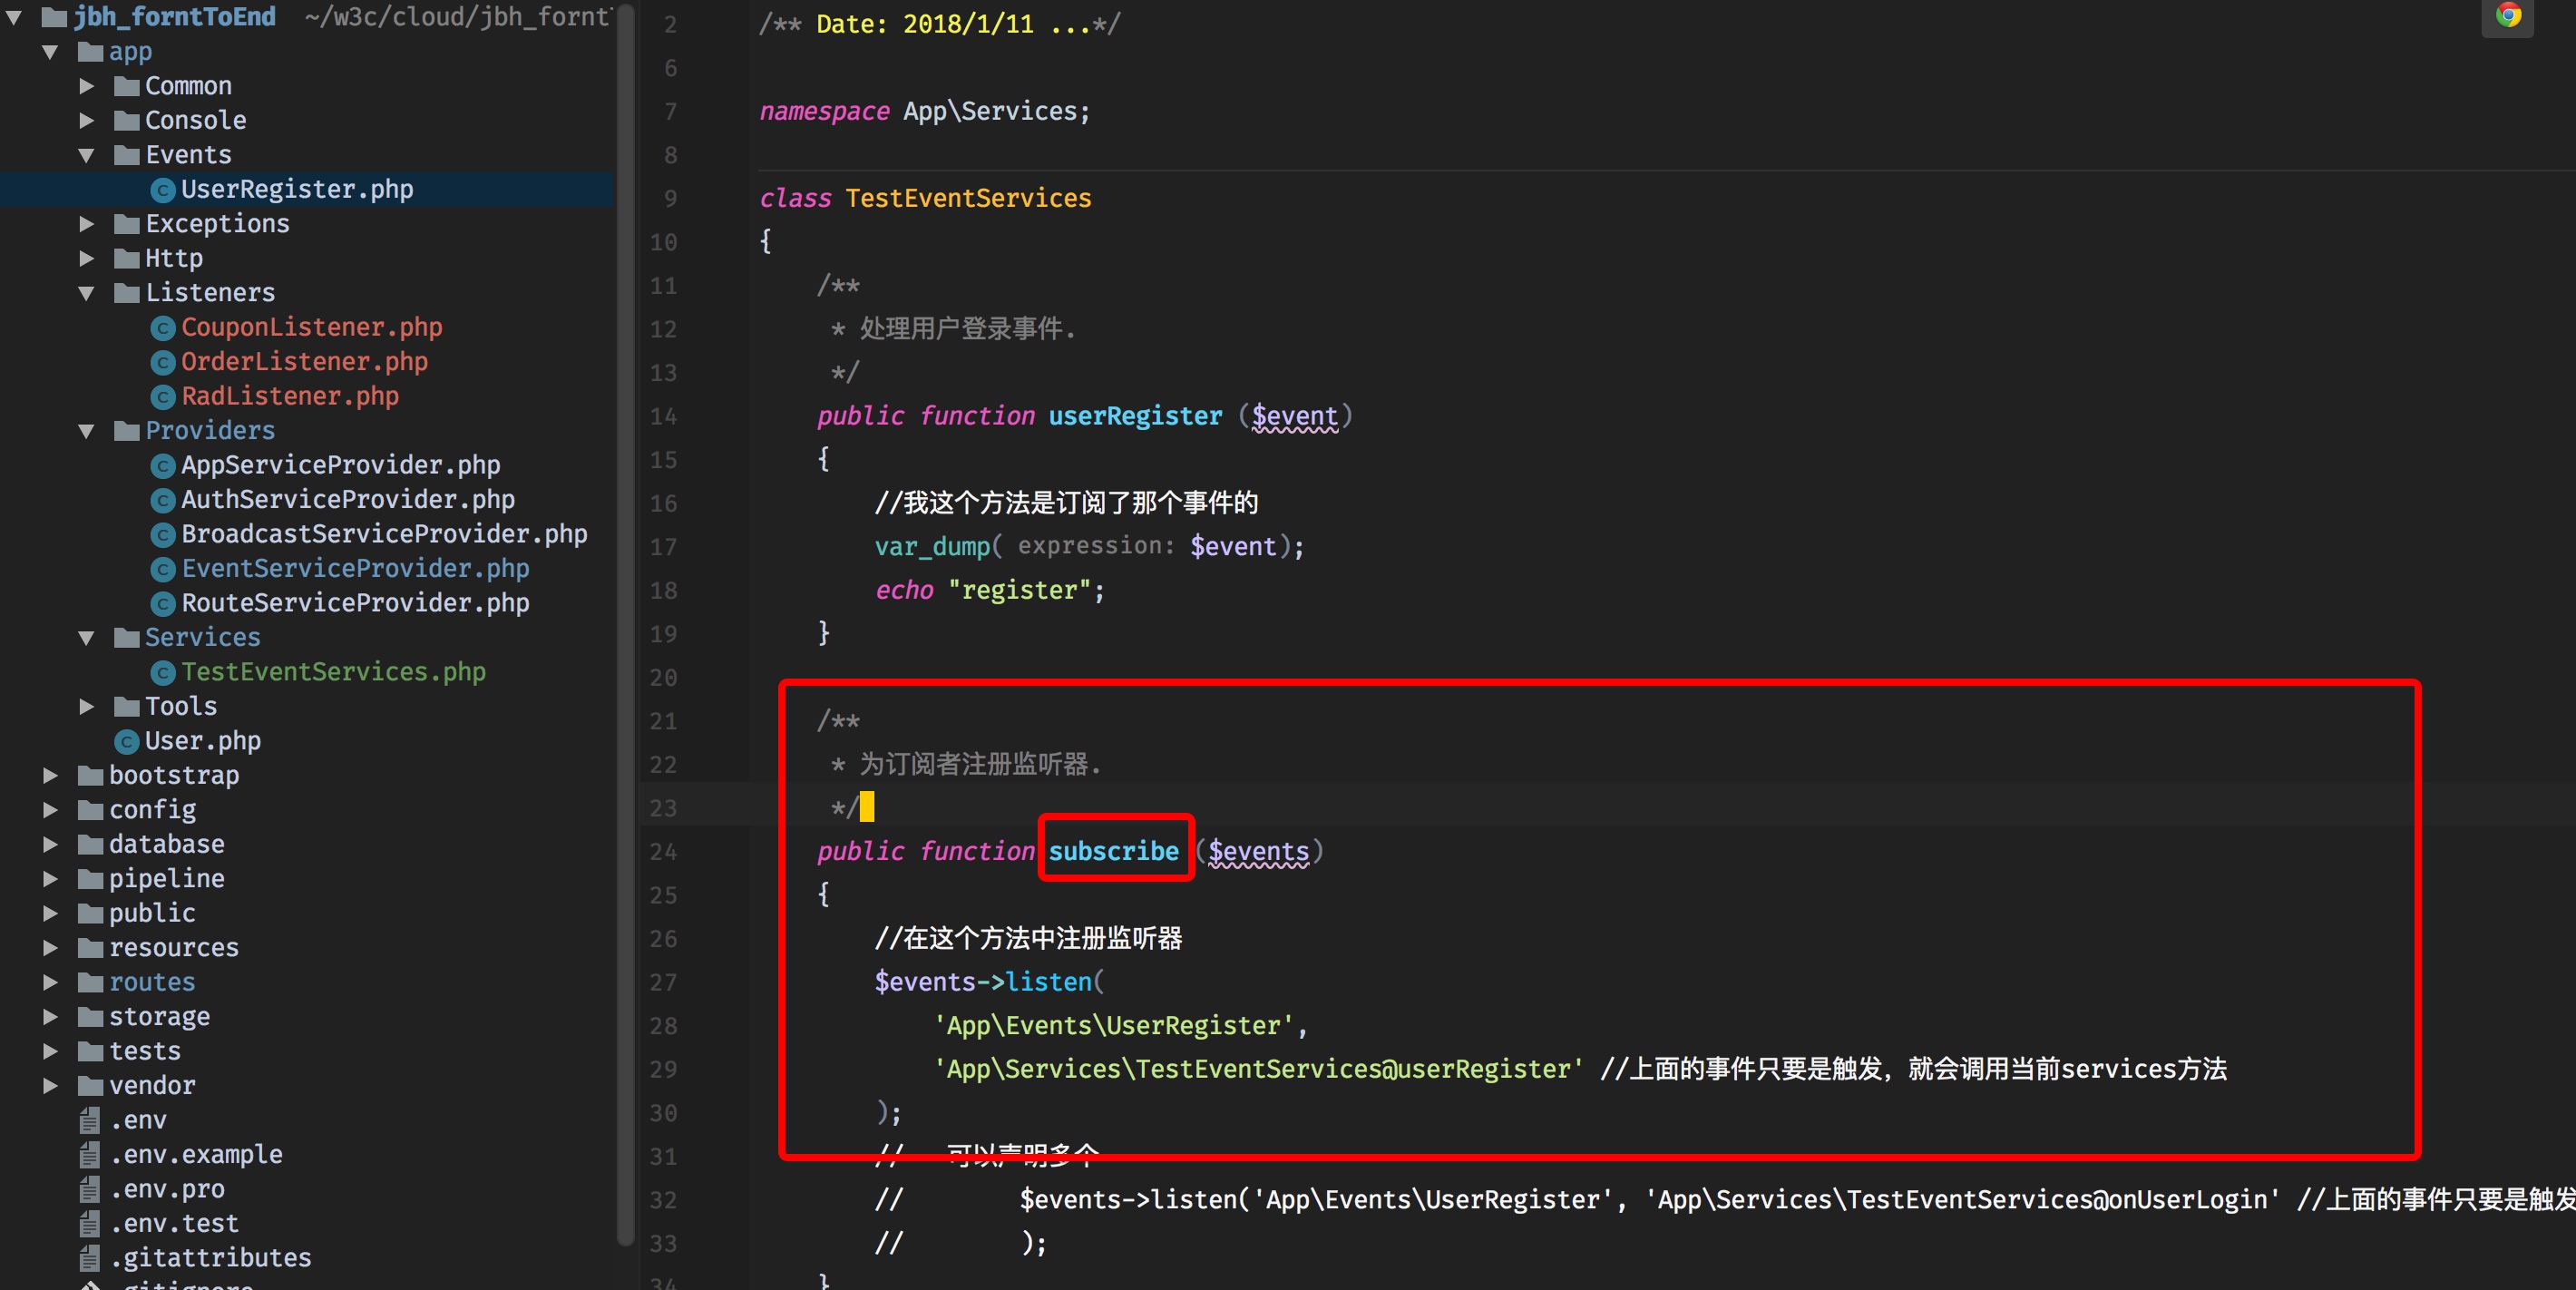 jbh_forntToEnd ~/w3c/cloud/jbh_fornt
app
Common
Console
Events
UserRegister.php
Exceptions
Http
Listeners
CouponListener.php
OrderListener.php
RadListener.php
Providers
AppServiceProvider.php
AuthServiceProvider.php
BroadcastServiceProvider.php
EventServiceProvider.php
RouteServiceProvider.php
Services
TestEventServices.php
Tools
User.php
bootstrap
config
database
pipeline
public
resources
routes
storage
tests
vendor
.env
.env.example
.env.pro
.env.test
.gitattributes
.gitignore
2 /** Date: 2018/1/11 ...*/
6
7 namespace App\Services;
8
9 class TestEventServices
10 {
11 /**
12 * 处理用户登录事件.
13 */
14 public function userRegister ($event)
15 {
16 //我这个方法是订阅了那个事件的
17 var_dump( expression: $event);
18 echo "register";
19 }
20
21 /**
22 * 为订阅者注册监听器.
23 */
24 public function subscribe ($events)
25 {
26 //在这个方法中注册监听器
27 $events->listen(
28 'App\Events\UserRegister',
29 'App\Services\TestEventServices@userRegister' //上面的事件只要是触发，就会调用当前services方法
30 );
31 // 可以声明多个
32 // $events->listen('App\Events\UserRegister', 'App\Services\TestEventServices@onUserLogin' //上面的事件只要是触发
33 // );
34 }